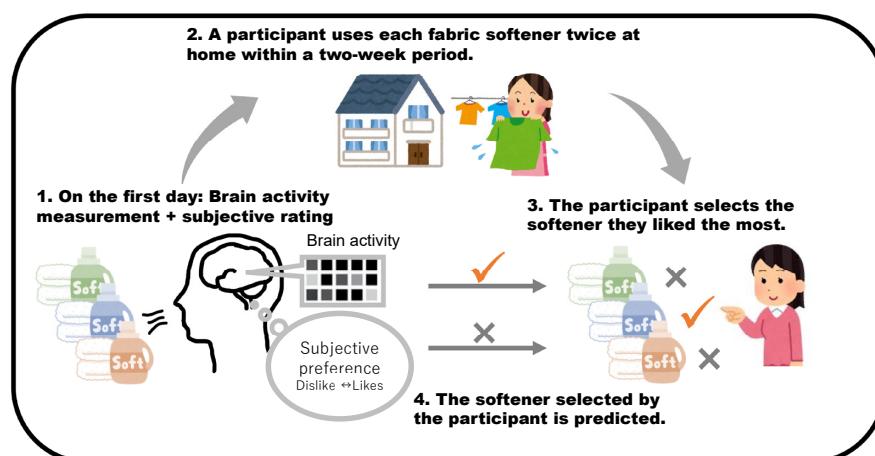 2. A participant uses each fabric softener twice at
home within a two-week period.
1. On the first day: Brain activity
measurement + subjective rating
3. The participant selects the
softener they liked the most.
Brain activity
Soft
Soft
Soft
Subjective
preference
Dislike ↔Likes
Soft
Soft
Soft
4. The softener selected by
the participant is predicted.